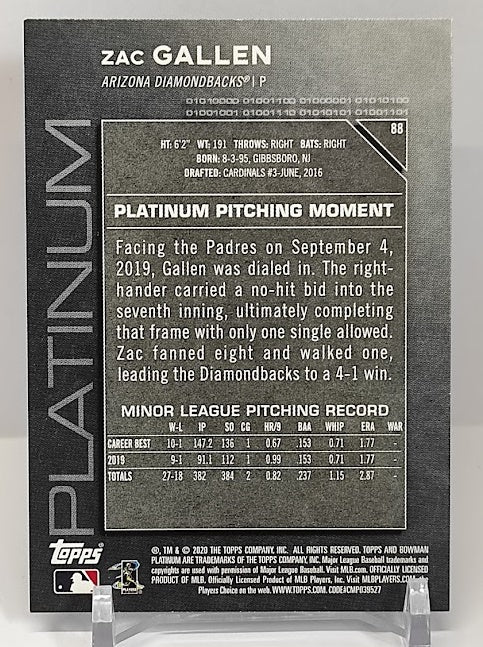 ZAC GALLEN
ARIZONA DIAMONDBACKS® | P
01010000 01001100 01000001 01010100
01001001 01001110 01010101 01001101
88
PLATINUM
HT: 6'2" WT: 191 THROWS: RIGHT BATS: RIGHT
BORN: 8-3-95, GIBBSBORO, NJ
DRAFTED: CARDINALS #3-JUNE, 2016
PLATINUM PITCHING MOMENT
Facing the Padres on September 4,
2019, Gallen was dialed in. The right-
hander carried a no-hit bid into the
seventh inning, ultimately completing
that frame with only one single allowed.
Zac fanned eight and walked one,
leading the Diamondbacks to a 4-1 win.
MINOR LEAGUE PITCHING RECORD
W-L IP SO CG HR/9 BAA WHIP ERA WAR
CAREER BEST 10-1 147.2 136 1 0.67 .153 0.71 1.77 -
2019 9-1 91.1 112 1 0.99 .153 0.71 1.77 -
TOTALS 27-18 382 384 2 0.82 .237 1.15 2.87 -
Topps®
®, TM & © 2020 THE TOPPS COMPANY, INC. ALL RIGHTS RESERVED. TOPPS AND BOWMAN
PLATINUM ARE TRADEMARKS OF THE TOPPS COMPANY, INC. Major League Baseball trademarks and
copyrights are used with permission of Major League Baseball. Visit MLB.com. OFFICIALLY LICENSED
PRODUCT OF MLB. Officially Licensed Product of MLB Players, Inc. Visit MLBPLAYERS.COM, the
Players Choice on the web. WWW.TOPPS.COM. CODE#CMP039527